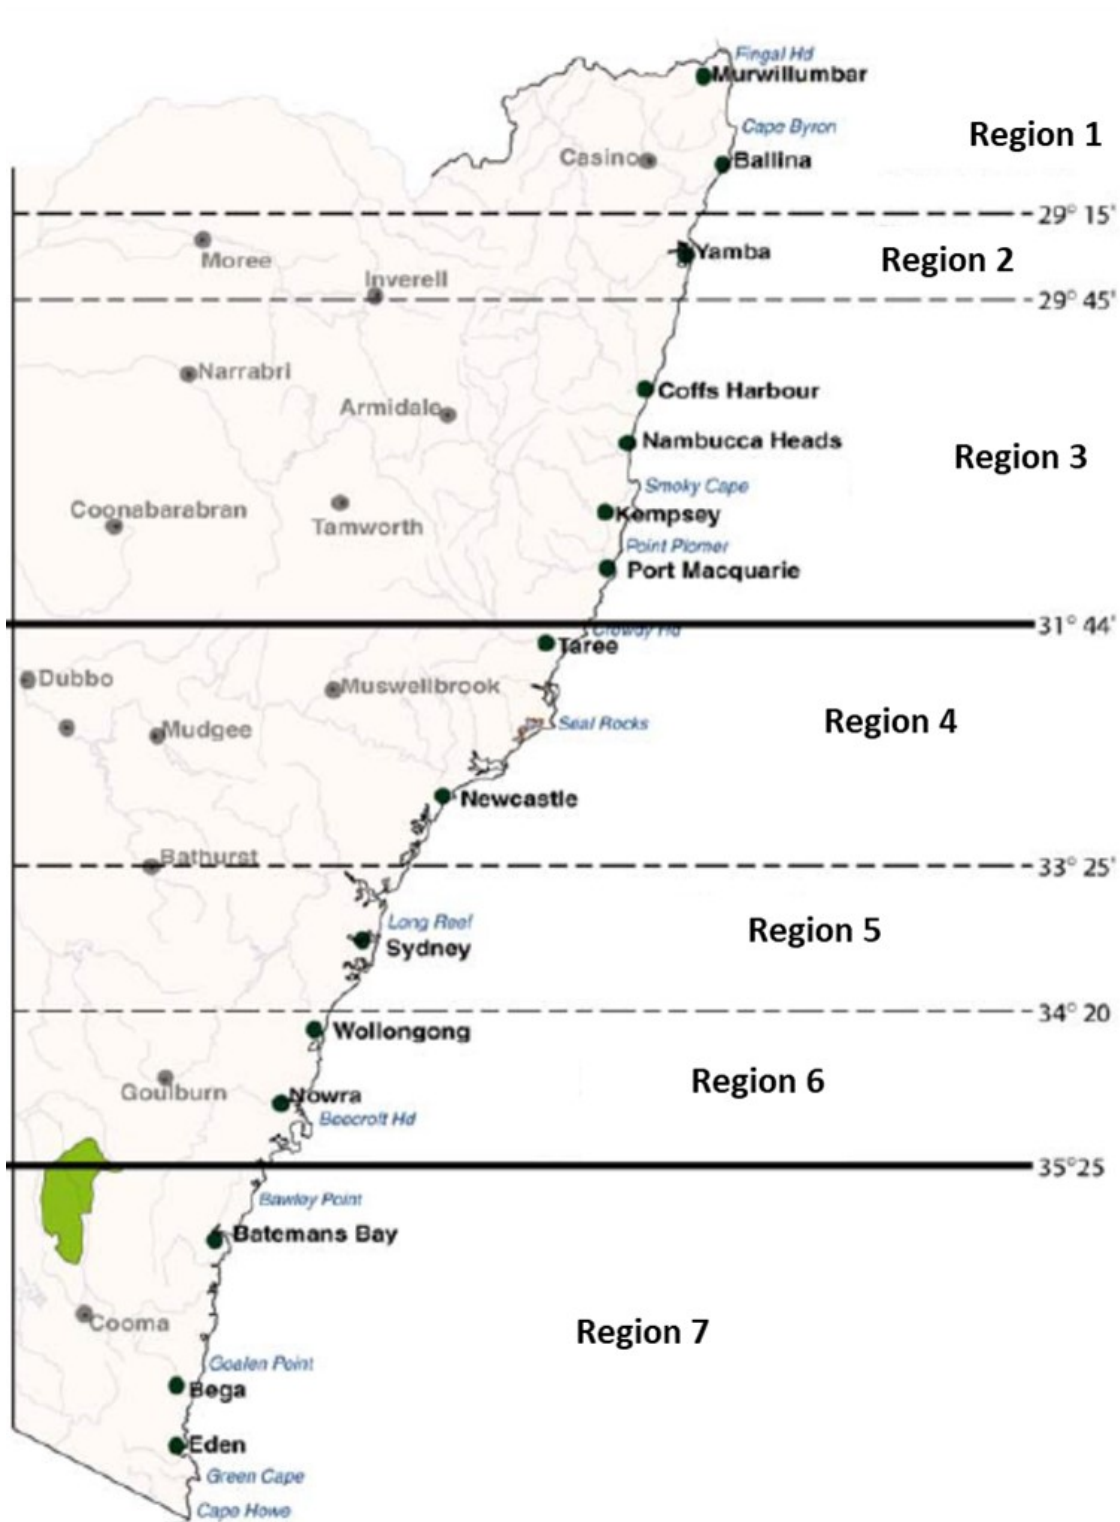 Fingal Hd
Murwillumbar
Cape Byron
Region 1
Casino
Ballina
29° 15'
Moree
Yamba
Region 2
Inverell
29° 45'
Narrabri
Coffs Harbour
Armidale
Nambucca Heads
Region 3
Smoky Cape
Coonabarabran
Kempsey
Tamworth
Point Plomer
Port Macquarie
31° 44'
Crowdy Hd
Taree
Dubbo
Muswellbrook
Mudgee
Seal Rocks
Region 4
Newcastle
Bathurst
33° 25'
Long Reef
Sydney
Region 5
34° 20
Wollongong
Region 6
Goulburn
Nowra
Beecroft Hd
35°25
Bawley Point
Batemans Bay
Cooma
Region 7
Goalen Point
Bega
Eden
Green Cape
Cape Howe